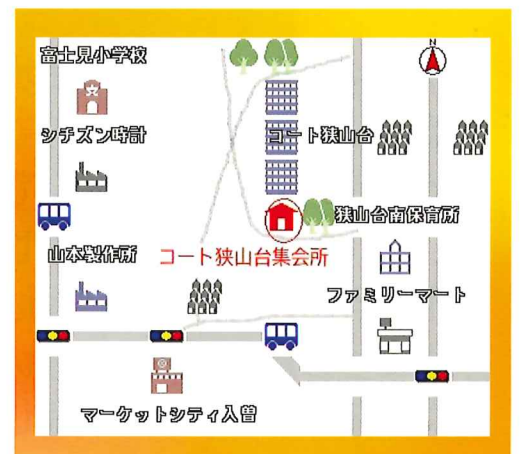 富士見小学校
N
シチズン時計
コート狭山台
狭山台南保育所
山本製作所
コート狭山台集会所
ファミリーマート
マーケットシティ入曽